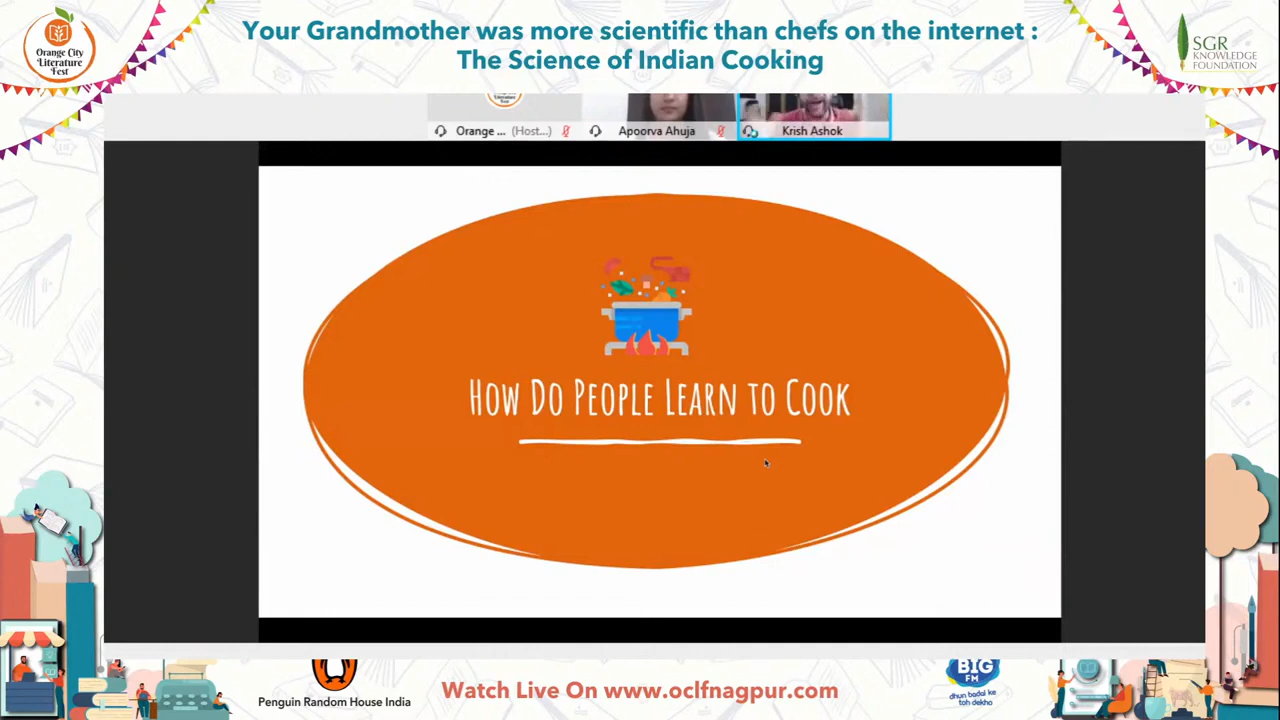 Your Grandmother was more scientific than chefs on the internet :
The Science of Indian Cooking
Orange City
Literature
Fest
SGR
KNOWLEDGE
FOUNDATION
Orange ... (Host...)
Apoorva Ahuja
Krish Ashok
How Do People Learn to Cook
Penguin Random House India
Watch Live On www.oclfnagpur.com
BIG
FM
dhun badal ke
toh dekho